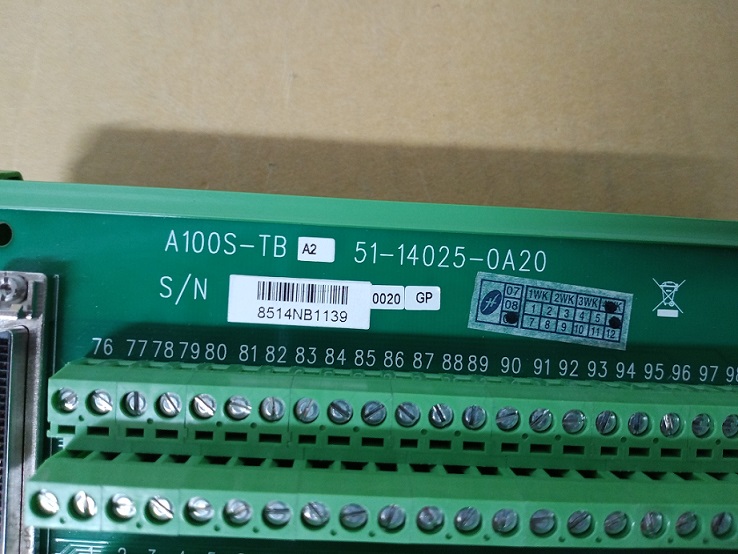 A100S-TB A2 51-14025-0A20
S/N 8514NB1139 0020 GP
07 1WK 2WK 3WK
08 1 2 3 4 5
7 8 9 10 11 12
76 77 78 79 80 81 82 83 84 85 86 87 88 89 90 91 92 93 94 95 96 97 98